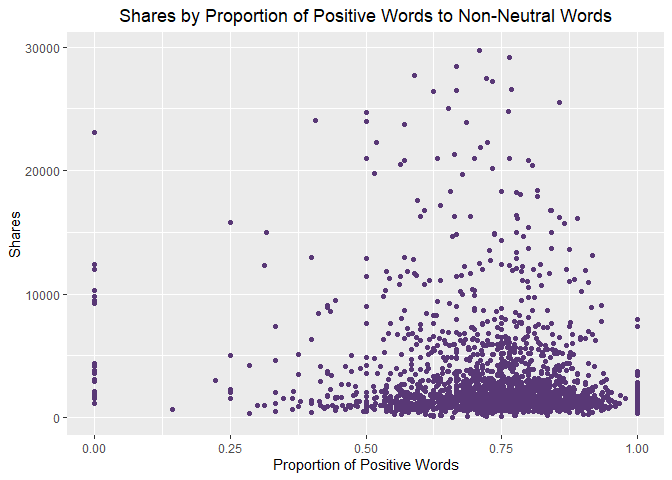 Shares by Proportion of Positive Words to Non-Neutral Words
30000
20000
10000
0
Shares
0.00 0.25 0.50 0.75 1.00
Proportion of Positive Words